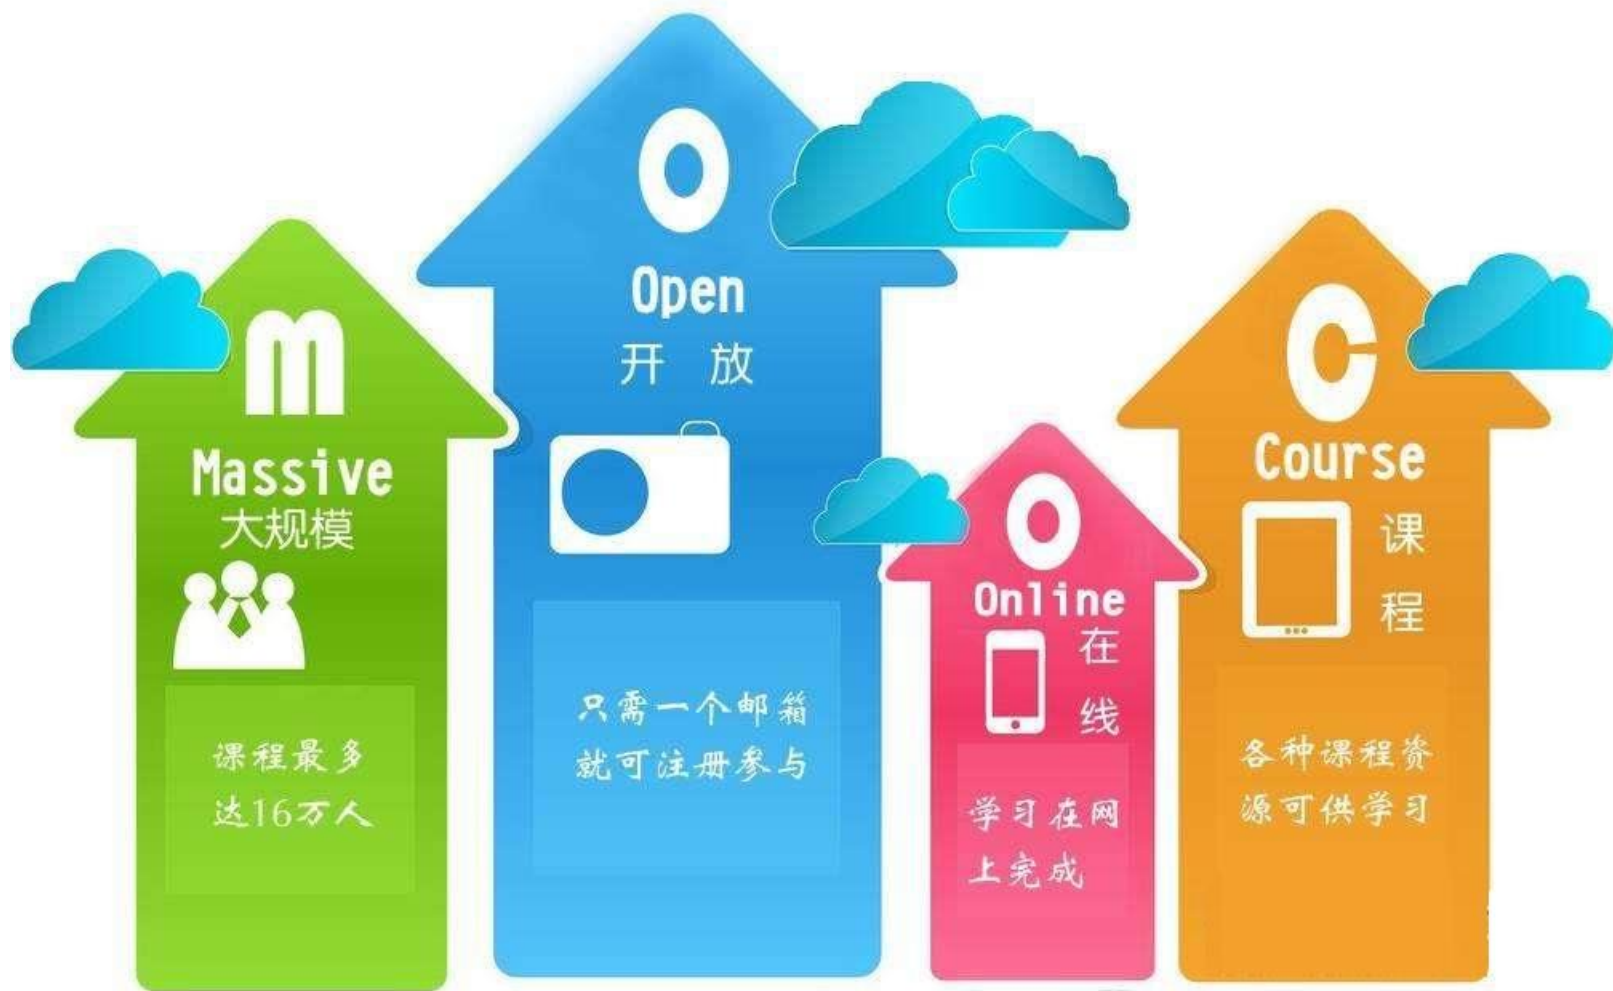 m
Massive
大规模
课程最多
达16万人
O
Open
开 放
只需一个邮箱
就可注册参与
O
Online
在
线
学习在网
上完成
C
Course
课
程
各种课程资
源可供学习